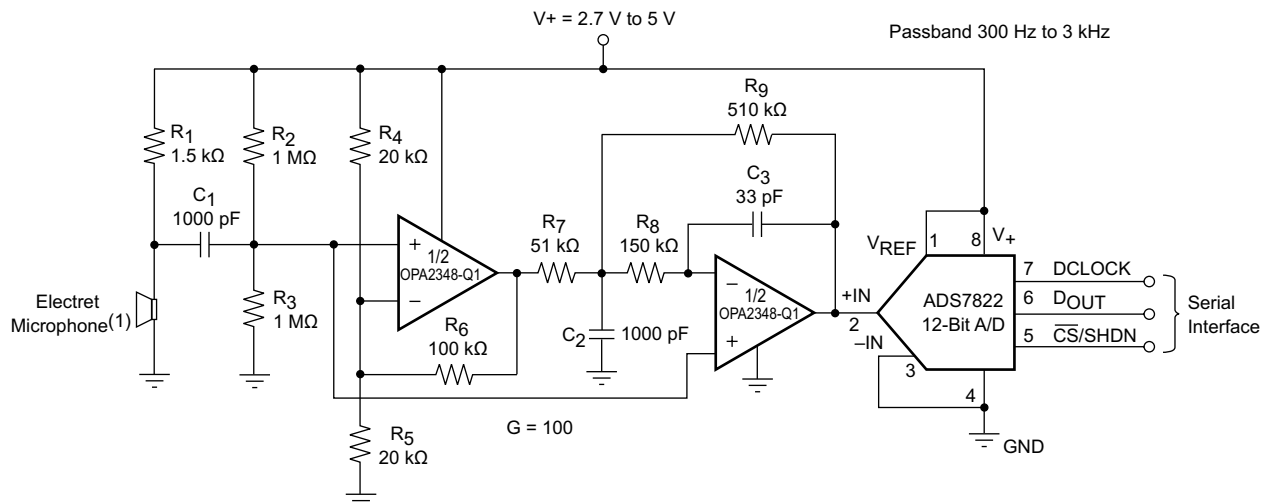 V+ = 2.7 V to 5 V
Passband 300 Hz to 3 kHz
R1
1.5 kΩ
R2
1 MΩ
R4
20 kΩ
R9
510 kΩ
C1
1000 pF
C3
33 pF
R7
51 kΩ
R8
150 kΩ
VREF
1
8
V+
+
1/2
OPA2348-Q1
–
–
1/2
OPA2348-Q1
+
+IN
2
–IN
3
ADS7822
12-Bit A/D
7
DCLOCK
6
DOUT
5
CS/SHDN
4
Serial
Interface
Electret
Microphone(1)
R3
1 MΩ
R6
100 kΩ
C2
1000 pF
R5
20 kΩ
G = 100
GND